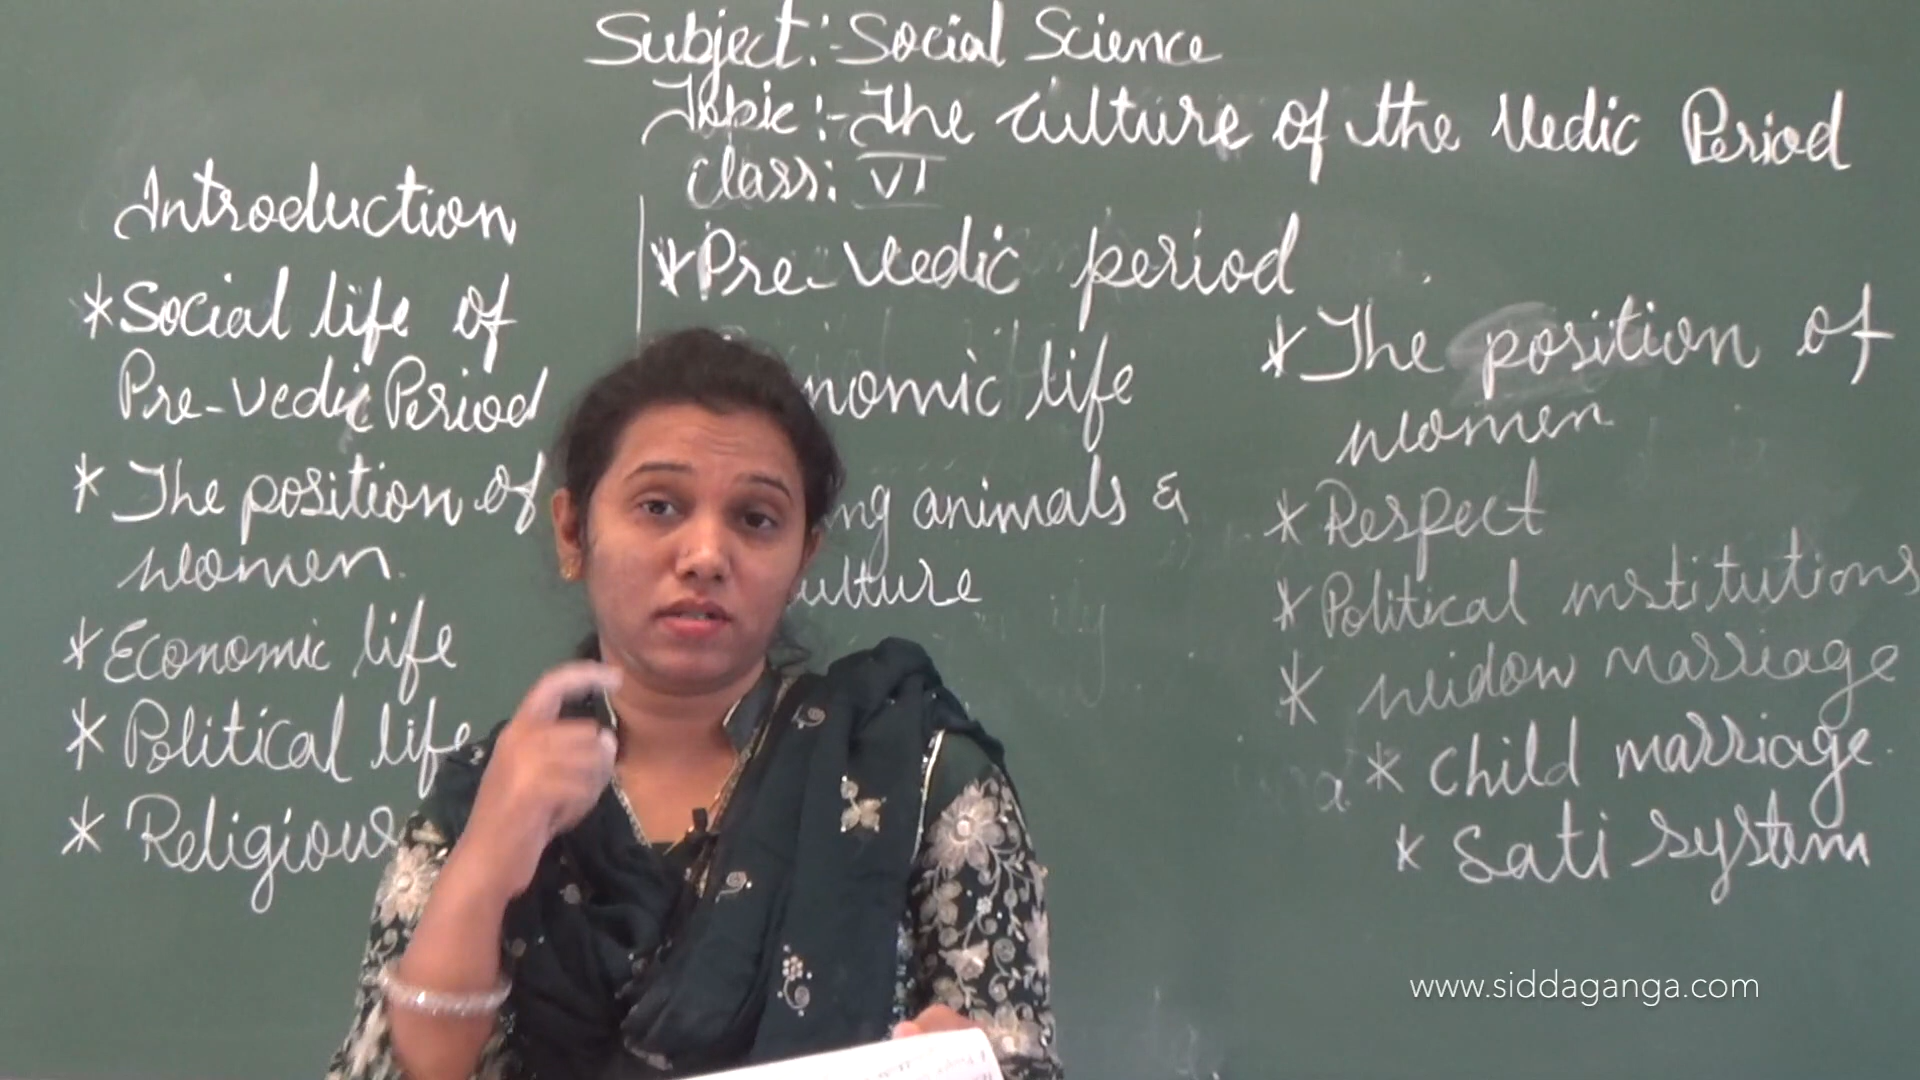 Subject:- Social Science
Topic:- The culture of the Vedic Period
class: VI
Introduction
*Social life of
Pre-Vedic Period
* The position of
women.
*Economic life
* Political life
* Religious
*Pre-Vedic period
nomic life
ng animals &
ulture
*The position of
women.
* Respect
* Political institutions
* widow marriage
* child marriage.
* Sati system
www.siddaganga.com